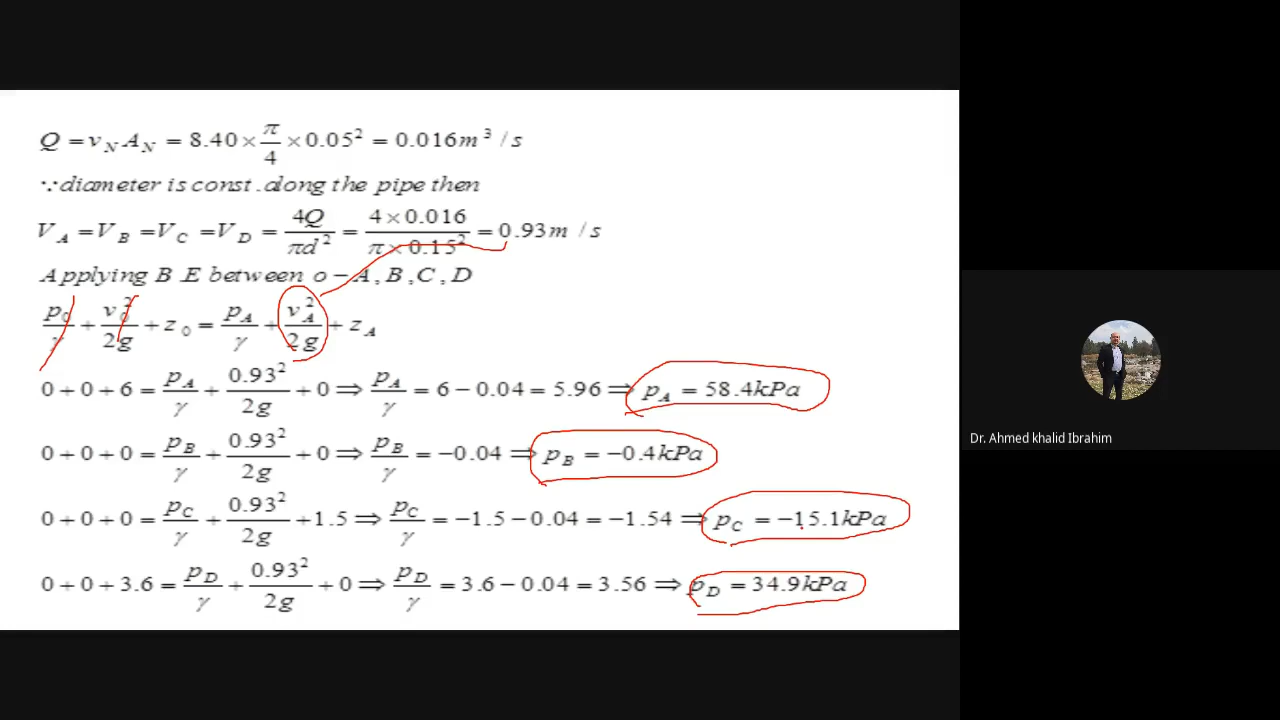 Q = v_N A_N = 8.40 × π/4 × 0.05² = 0.016 m³ / s
∵ diameter is const . along the pipe then
V_A = V_B = V_C = V_D = 4Q/πd² = 4 × 0.016/π × 0.15² = 0.93 m / s
Applying B E between o − A , B , C , D
p₀/γ + v₀²/2g + z₀ = p_A/γ + v_A²/2g + z_A
0 + 0 + 6 = p_A/γ + 0.93²/2g + 0 ⇒ p_A/γ = 6 − 0.04 = 5.96 ⇒ p_A = 58.4 kPa
0 + 0 + 0 = p_B/γ + 0.93²/2g + 0 ⇒ p_B/γ = −0.04 ⇒ p_B = −0.4 kPa
0 + 0 + 0 = p_C/γ + 0.93²/2g + 1.5 ⇒ p_C/γ = −1.5 − 0.04 = −1.54 ⇒ p_C = −15.1 kPa
0 + 0 + 3.6 = p_D/γ + 0.93²/2g + 0 ⇒ p_D/γ = 3.6 − 0.04 = 3.56 ⇒ p_D = 34.9 kPa
Dr. Ahmed khalid Ibrahim